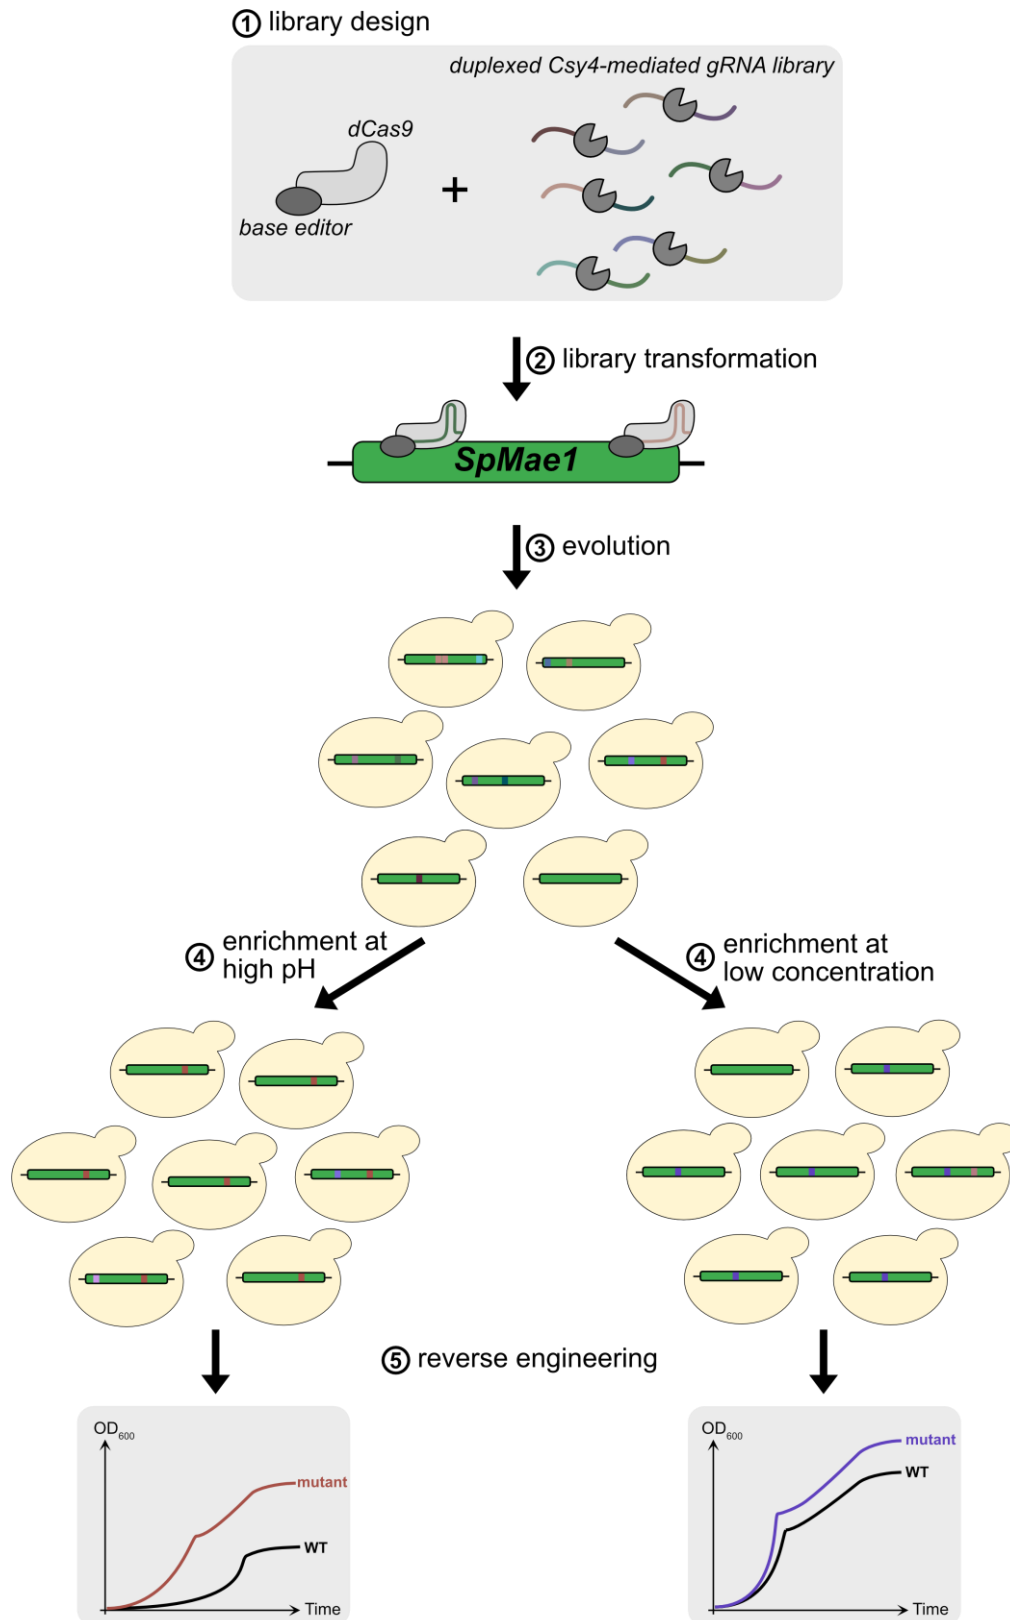 ① library design
duplexed Csy4-mediated gRNA library
dCas9
+
base editor
② library transformation
SpMae1
③ evolution
④ enrichment at
high pH
④ enrichment at
low concentration
⑤ reverse engineering
OD₆₀₀
mutant
WT
Time
OD₆₀₀
mutant
WT
Time